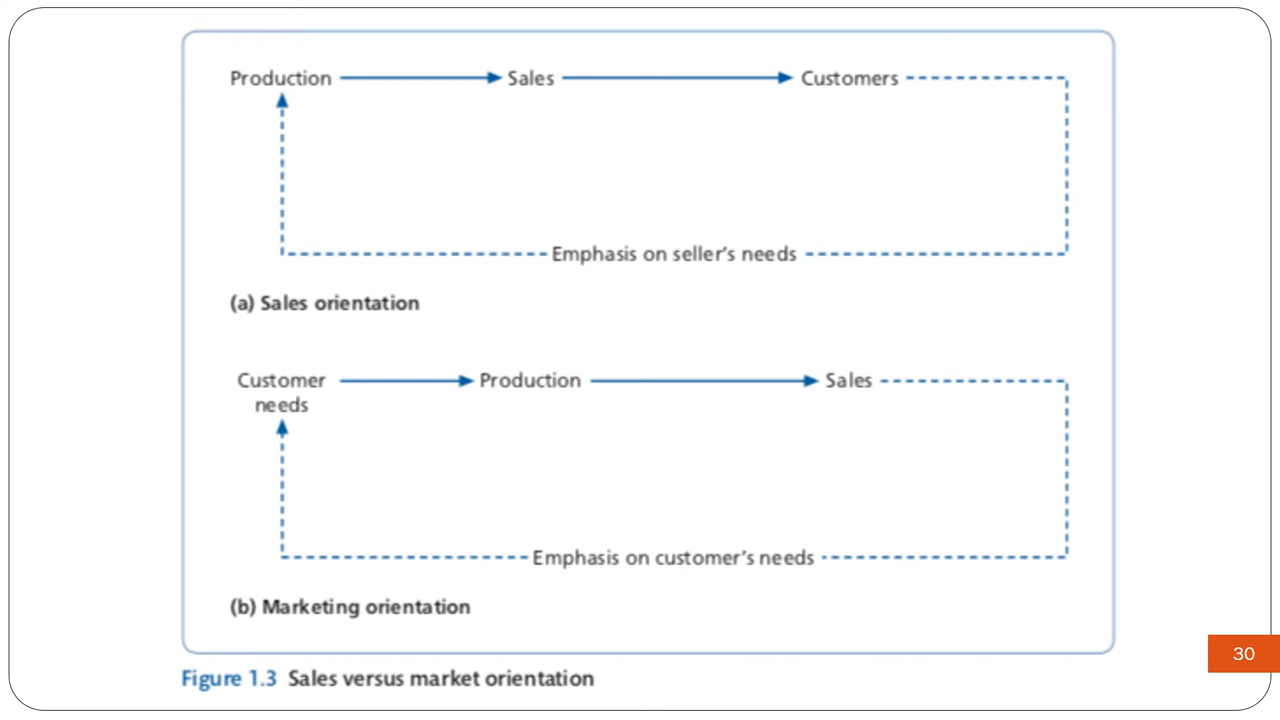 Production Sales Customers
Emphasis on seller's needs
(a) Sales orientation
Customer needs Production Sales
Emphasis on customer's needs
(b) Marketing orientation
Figure 1.3 Sales versus market orientation
30